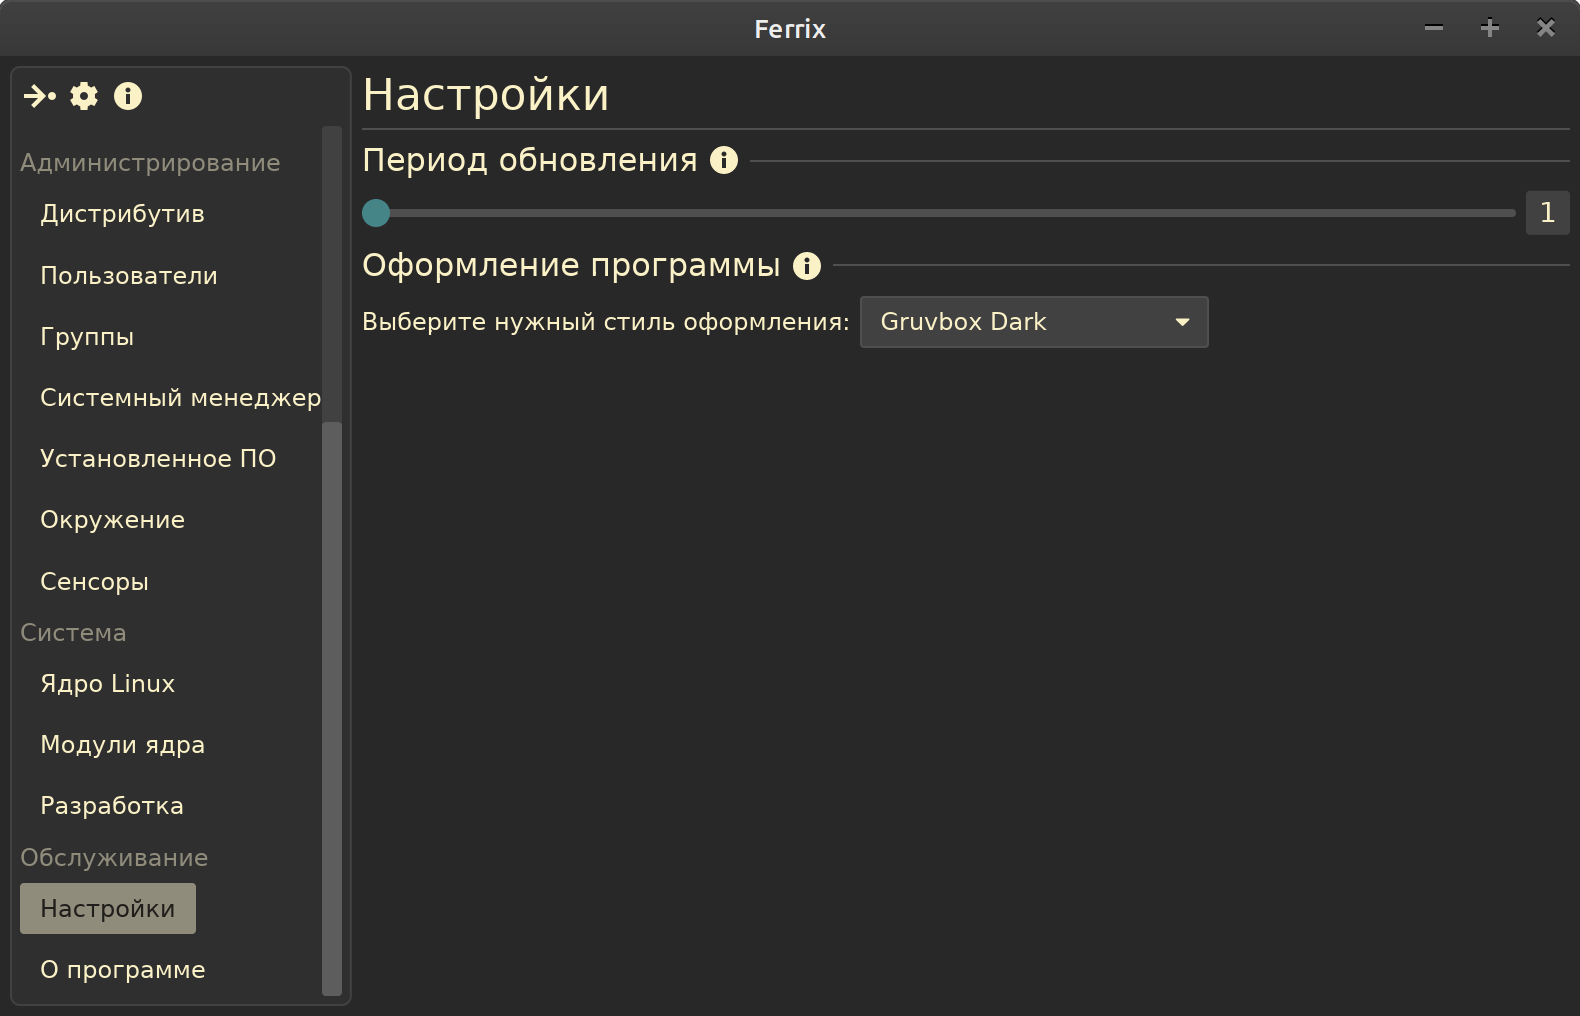 Ferrix
Администрирование
Дистрибутив
Пользователи
Группы
Системный менеджер
Установленное ПО
Окружение
Сенсоры
Система
Ядро Linux
Модули ядра
Разработка
Обслуживание
Настройки
О программе
Настройки
Период обновления
1
Оформление программы
Выберите нужный стиль оформления: Gruvbox Dark